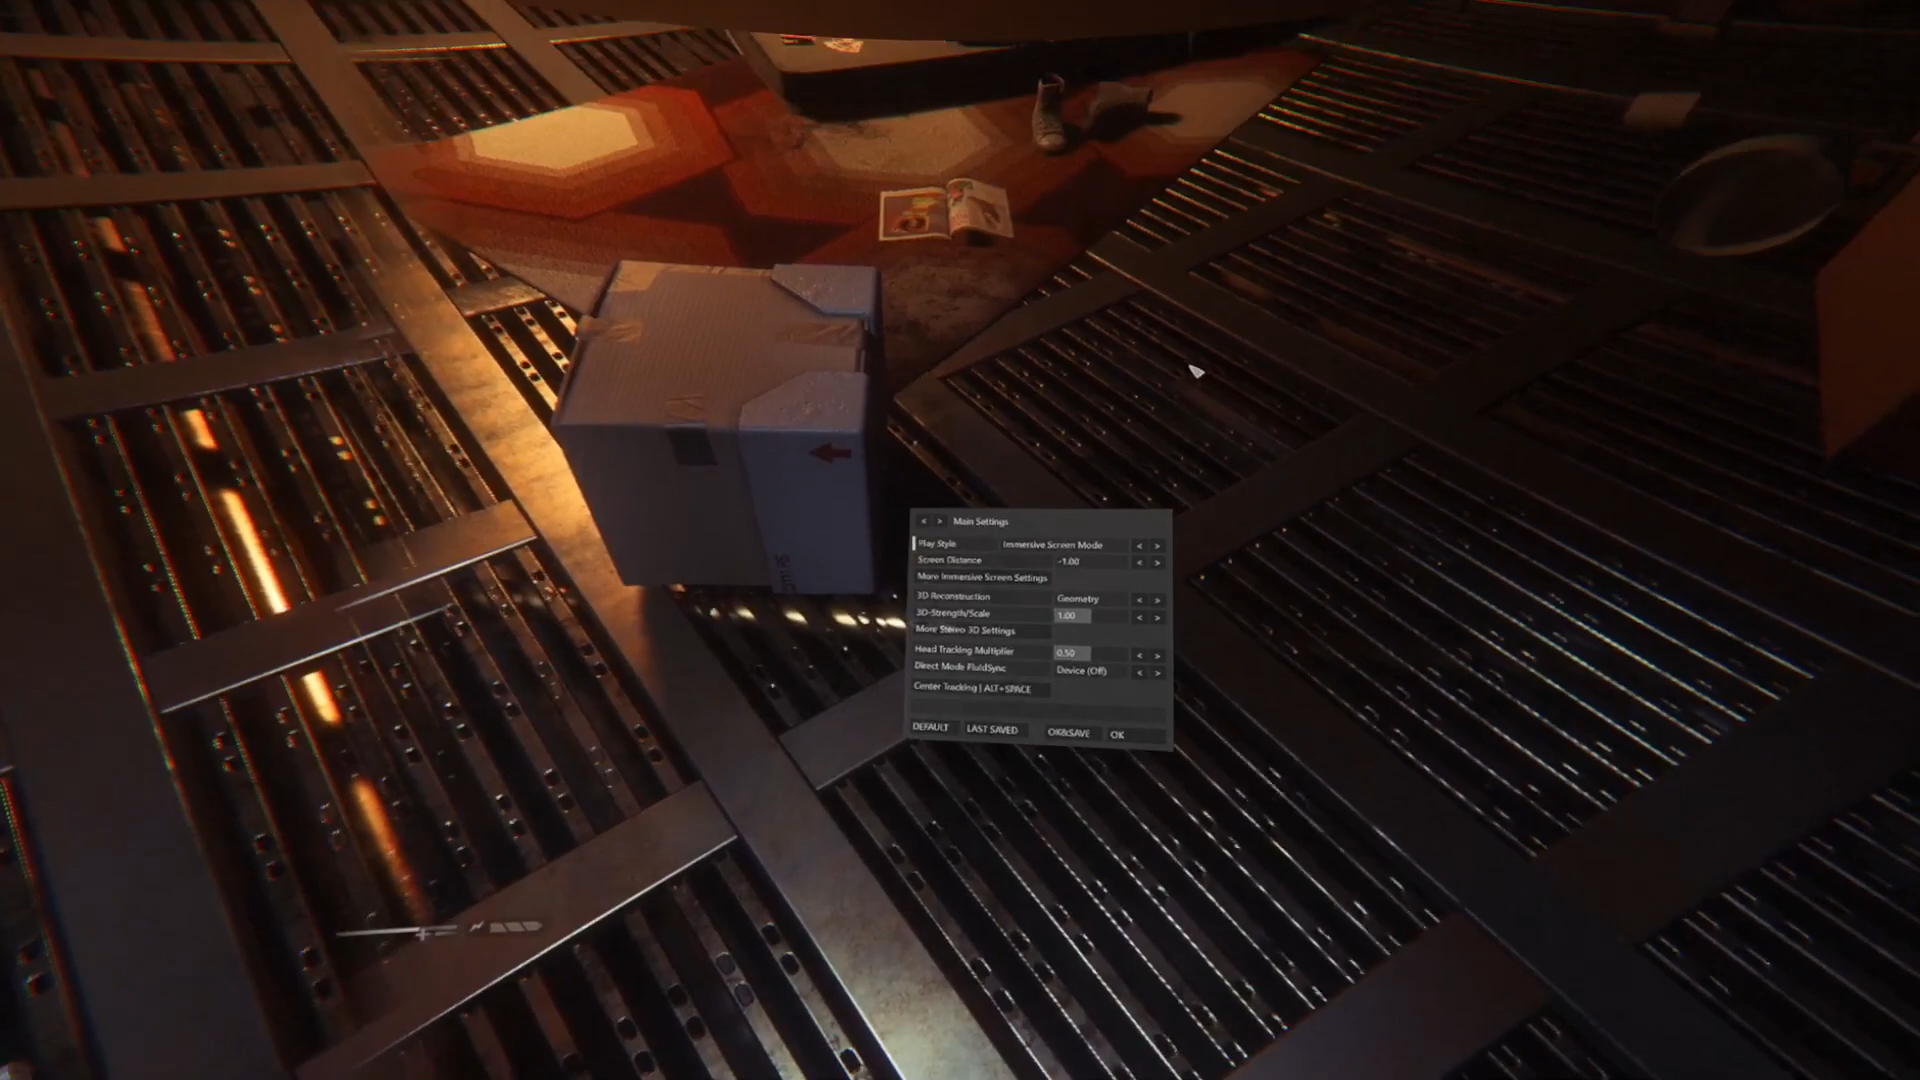 < > Main Settings
Play Style Immersive Screen Mode < >
Screen Distance -1.00 < >
More Immersive Screen Settings
3D Reconstruction Geometry < >
3D-Strength/Scale 1.00 < >
More Stereo 3D Settings
Head Tracking Multiplier 0.50 < >
Direct Mode FluidSync Device (Off) < >
Center Tracking | ALT+SPACE
DEFAULT LAST SAVED OK&SAVE OK